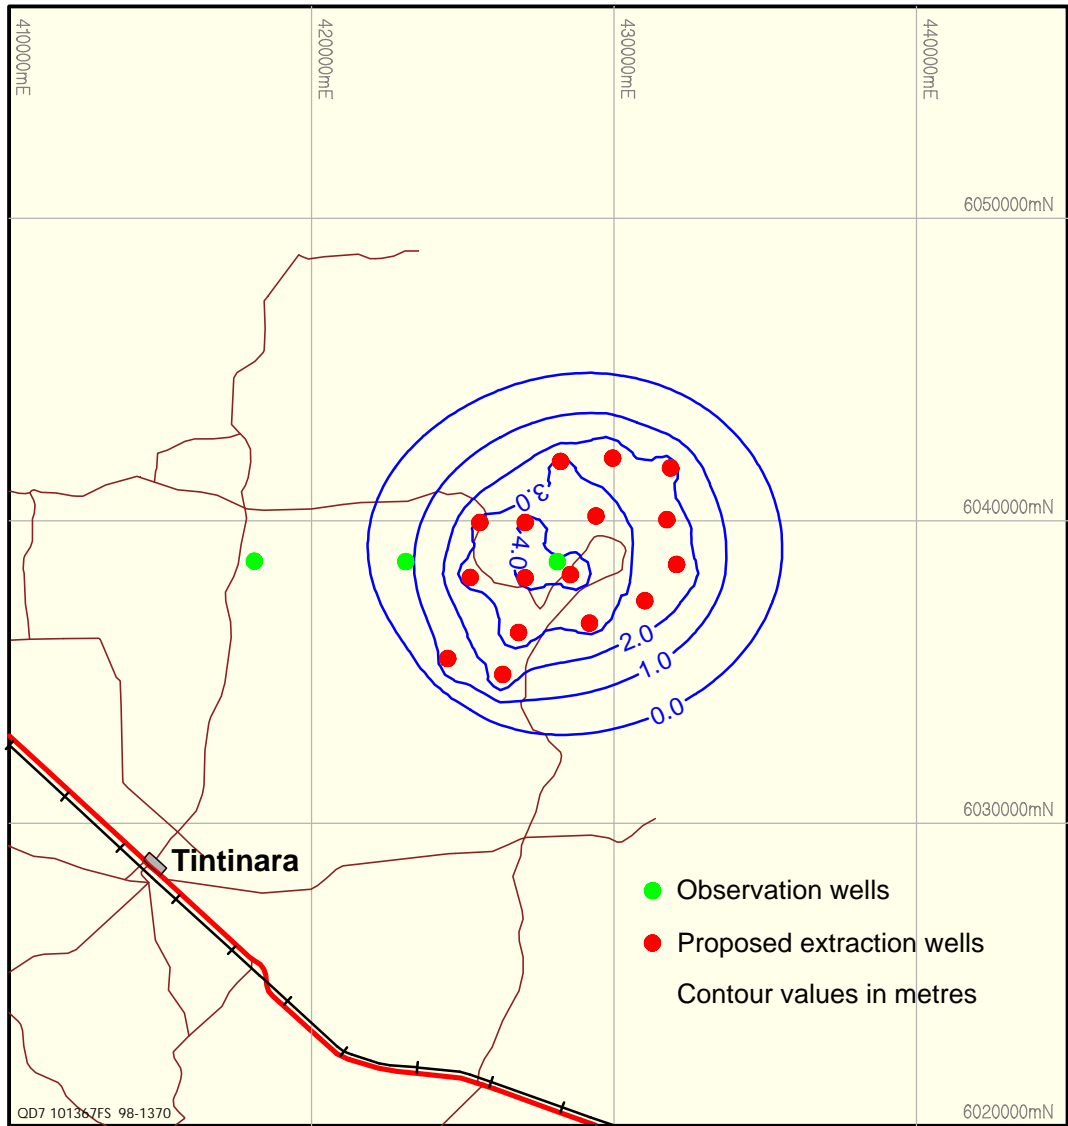 410000mE
420000mE
430000mE
440000mE
6050000mN
3.0
6040000mN
4.0
2.0
1.0
0.0
6030000mN
Tintinara
Observation wells
Proposed extraction wells
Contour values in metres
QD7 101367FS 98-1370
6020000mN